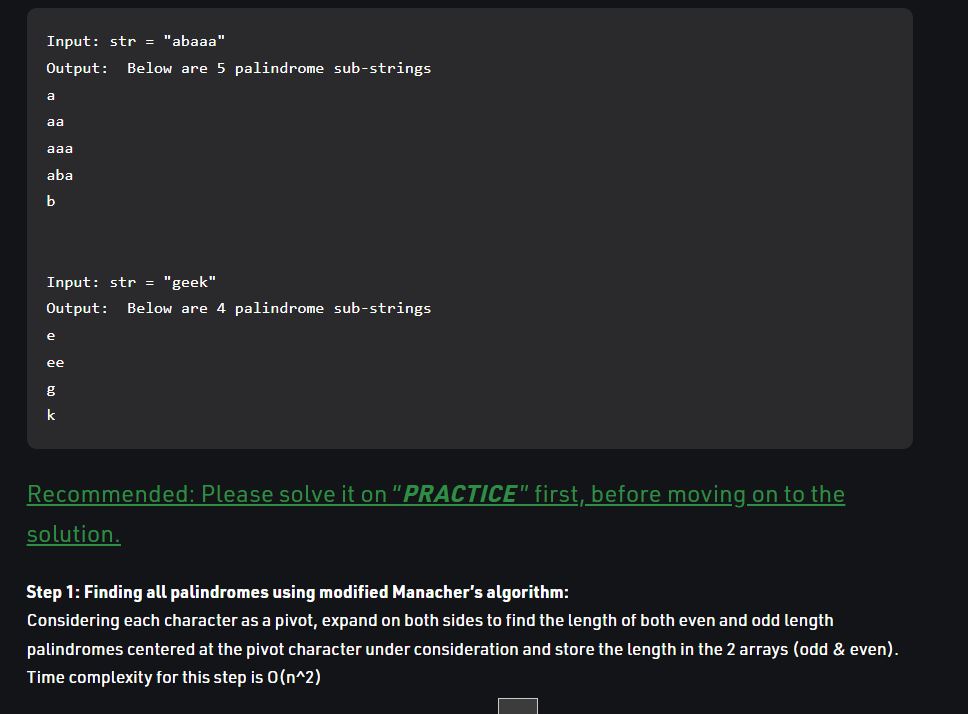 Input: str = "abaaa"
Output:  Below are 5 palindrome sub-strings
a
aa
aaa
aba
b
Input: str = "geek"
Output:  Below are 4 palindrome sub-strings
e
ee
g
k
Recommended: Please solve it on "PRACTICE" first, before moving on to the
solution.
Step 1: Finding all palindromes using modified Manacher's algorithm:
Considering each character as a pivot, expand on both sides to find the length of both even and odd length
palindromes centered at the pivot character under consideration and store the length in the 2 arrays (odd & even).
Time complexity for this step is O(n^2)